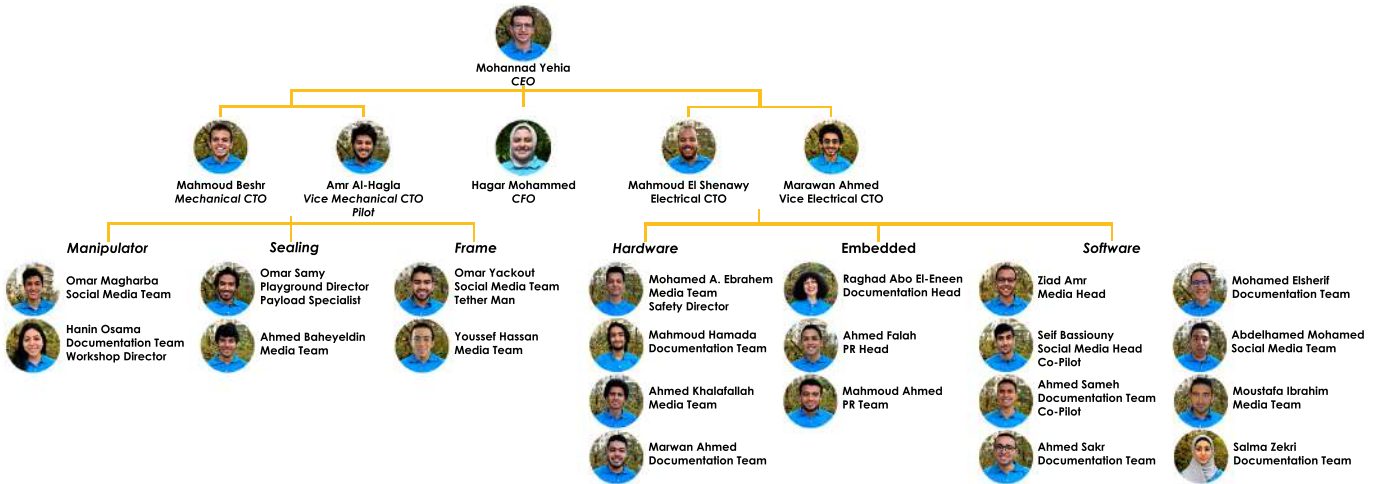 Mohannad Yehia
CEO
Mahmoud Beshr
Mechanical CTO
Amr Al-Hagla
Vice Mechanical CTO
Pilot
Hagar Mohammed
CFO
Mahmoud El Shenawy
Electrical CTO
Marawan Ahmed
Vice Electrical CTO
Manipulator
Omar Magharba
Social Media Team
Hanin Osama
Documentation Team
Workshop Director
Sealing
Omar Samy
Playground Director
Payload Specialist
Ahmed Baheyeldin
Media Team
Frame
Omar Yackout
Social Media Team
Tether Man
Youssef Hassan
Media Team
Hardware
Mohamed A. Ebrahem
Media Team
Safety Director
Mahmoud Hamada
Documentation Team
Ahmed Khalafallah
Media Team
Marwan Ahmed
Documentation Team
Embedded
Raghad Abo El-Eneen
Documentation Head
Ahmed Falah
PR Head
Mahmoud Ahmed
PR Team
Software
Ziad Amr
Media Head
Seif Bassiouny
Social Media Head
Co-Pilot
Ahmed Sameh
Documentation Team
Co-Pilot
Ahmed Sakr
Documentation Team
Mohamed Elsherif
Documentation Team
Abdelhamed Mohamed
Social Media Team
Moustafa Ibrahim
Media Team
Salma Zekri
Documentation Team